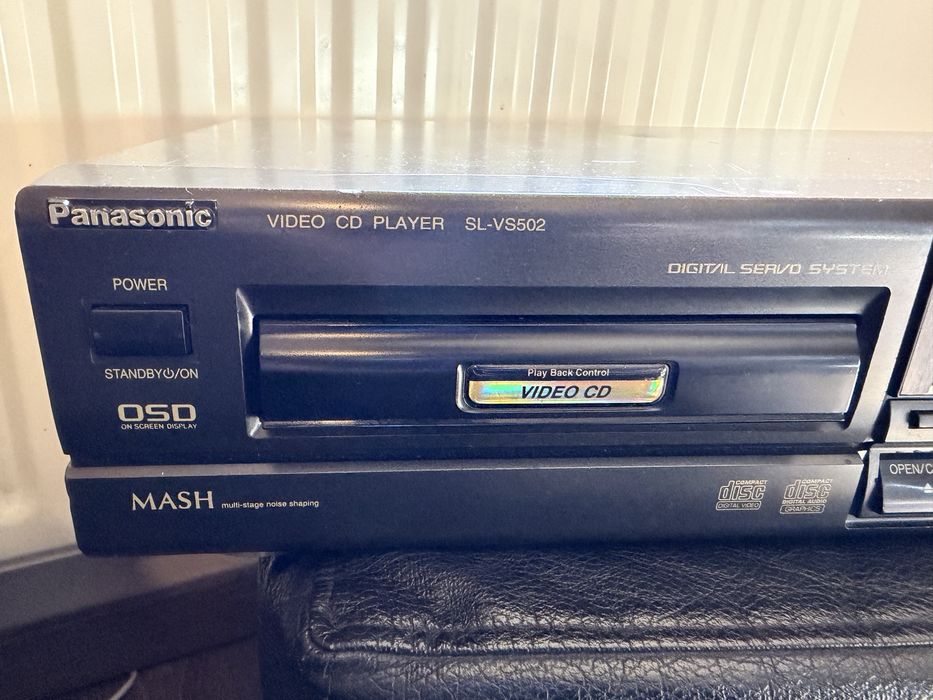 Panasonic
VIDEO CD PLAYER SL-VS502
DIGITAL SERVO SYSTEM
POWER
STANDBY⏻/ON
OSD
ON SCREEN DISPLAY
Play Back Control
VIDEO CD
OPEN/C
MASH multi-stage noise shaping
COMPACT
disc
DIGITAL VIDEO
COMPACT
disc
DIGITAL AUDIO
GRAPHICS